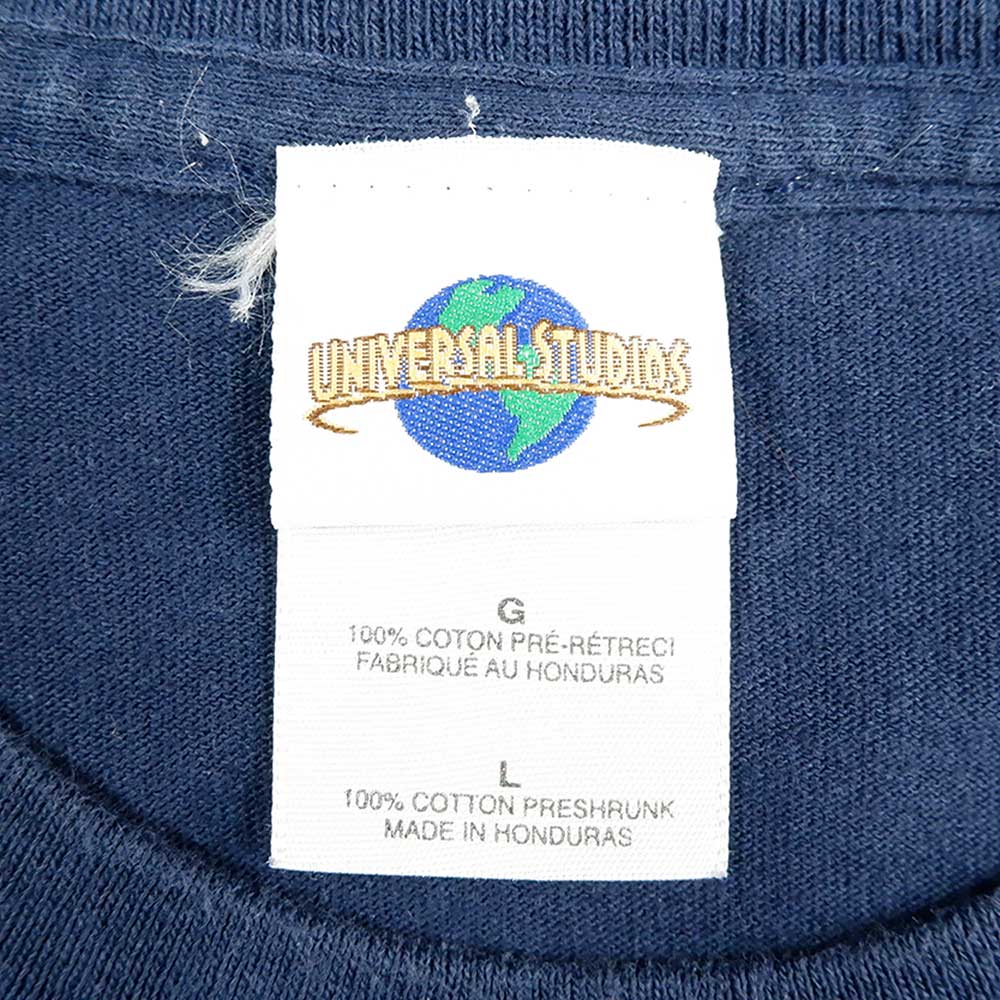 UNIVERSAL STUDIOS
G
100% COTON PRÉ-RÉTRECI
FABRIQUÉ AU HONDURAS
L
100% COTTON PRESHRUNK
MADE IN HONDURAS